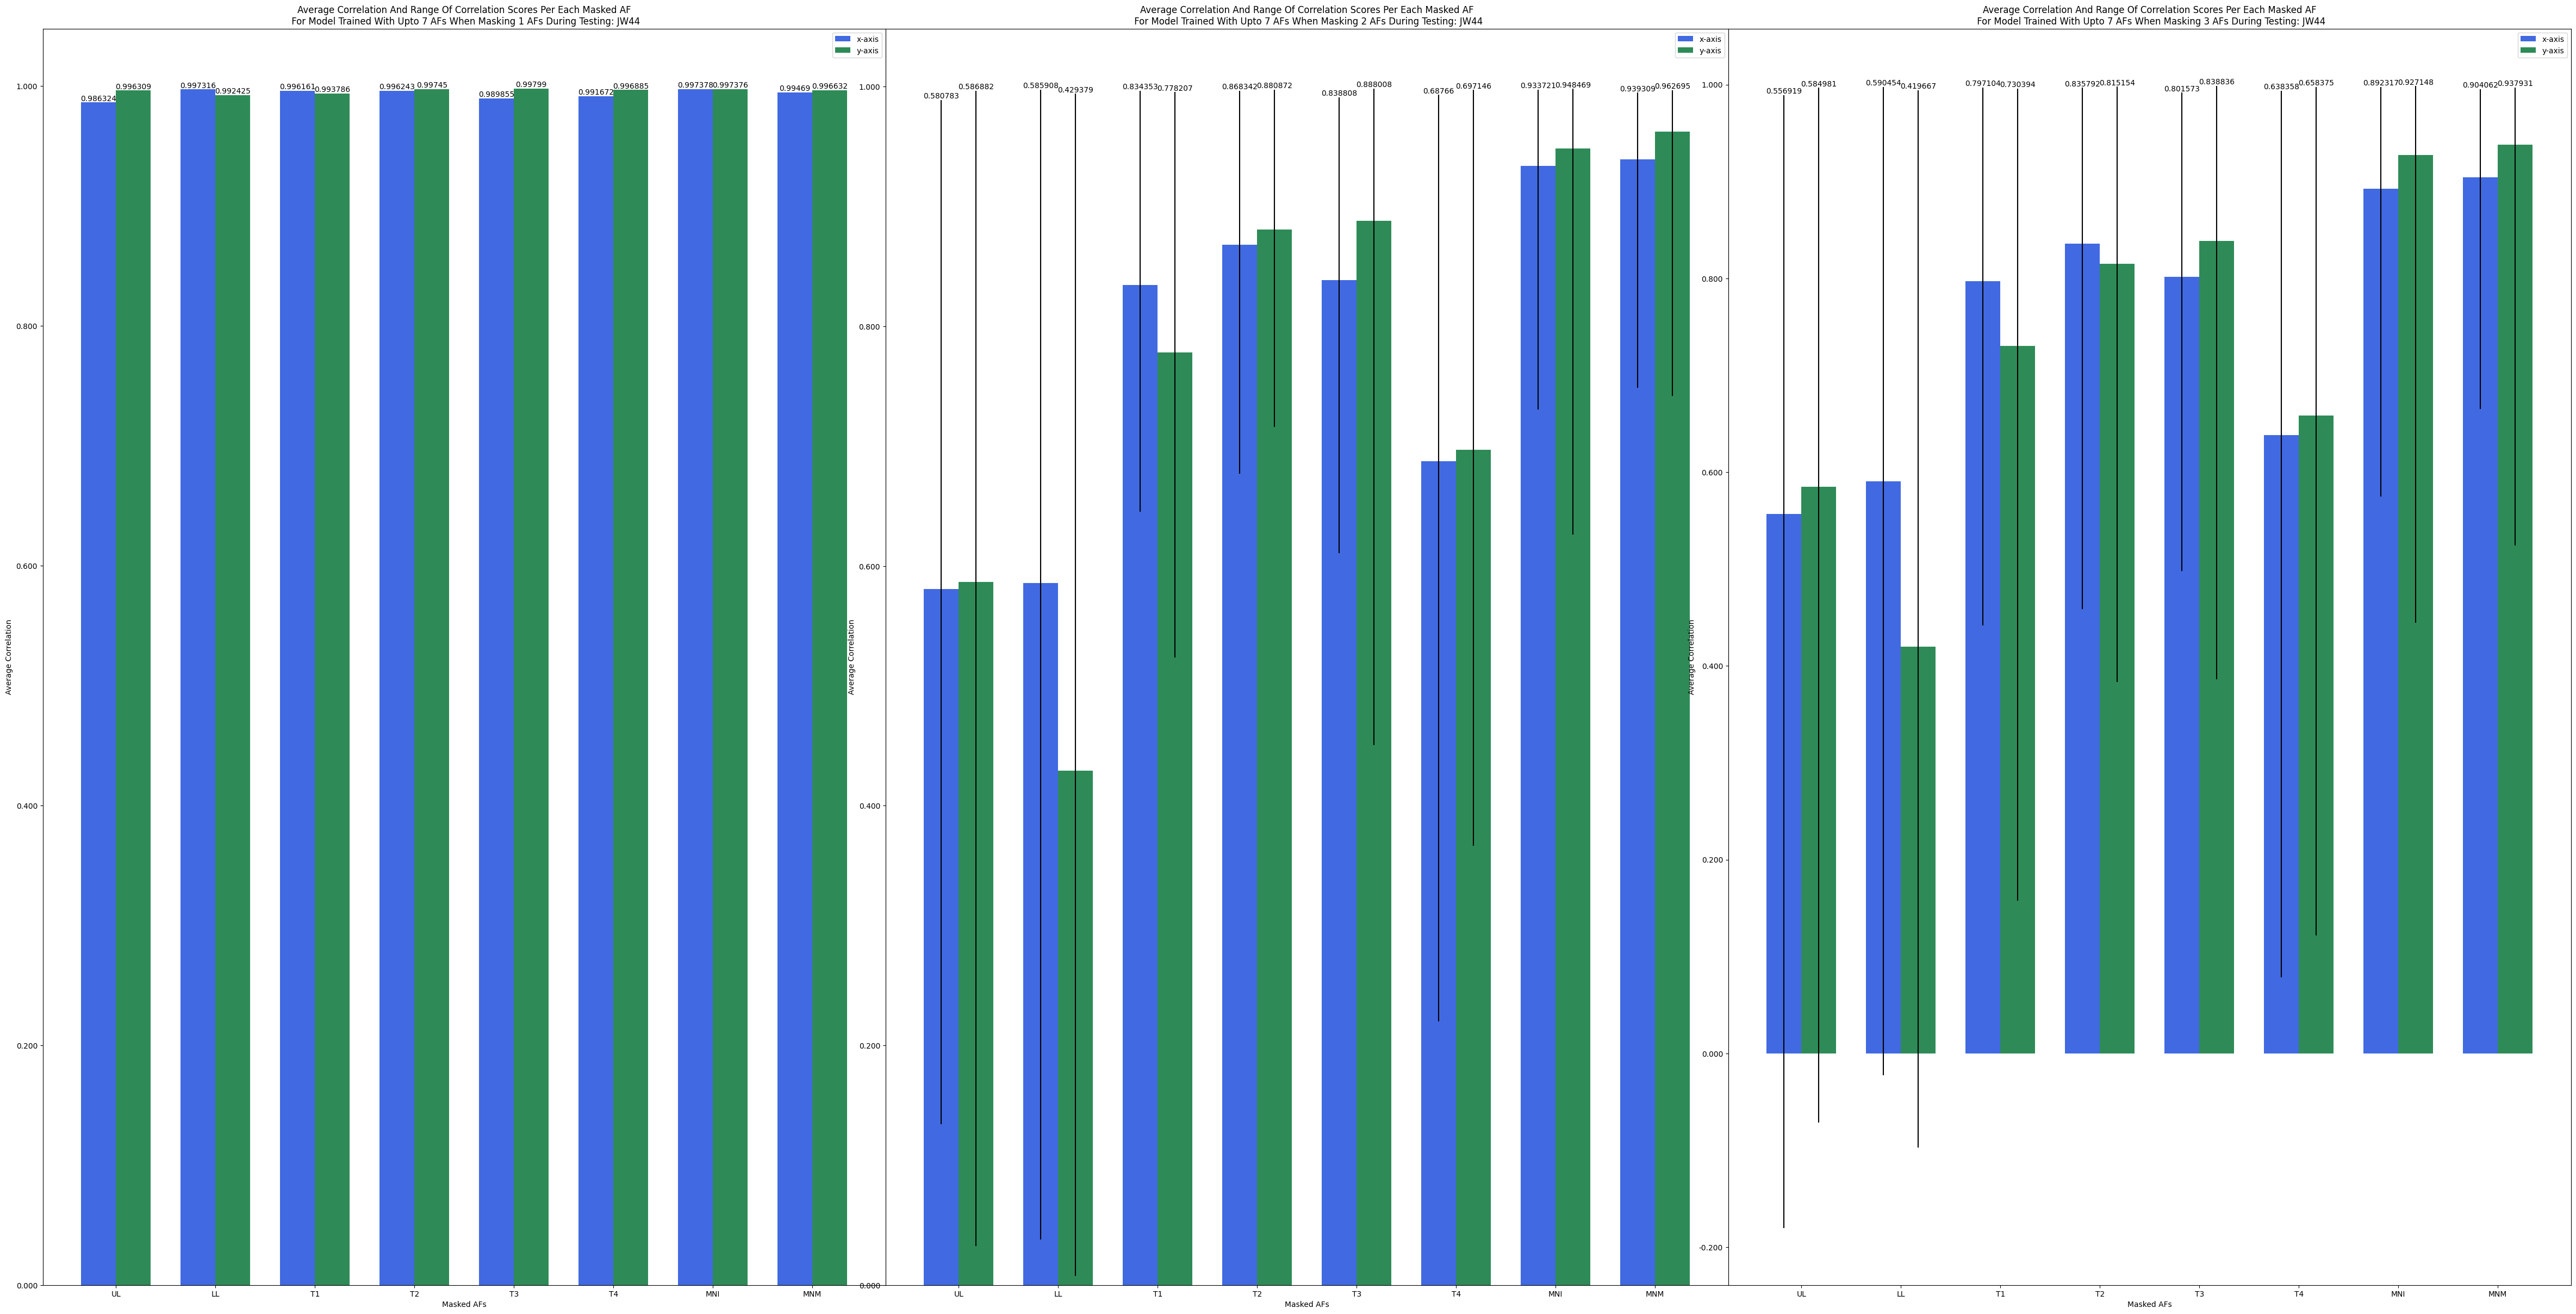 Average Correlation And Range Of Correlation Scores Per Each Masked AF
For Model Trained With Upto 7 AFs When Masking 1 AFs During Testing: JW44
x-axis
y-axis
1.000
0.800
0.600
0.400
0.200
0.000
Average Correlation
0.986324
0.996309
0.997316
0.992425
0.996161
0.993786
0.996243
0.99745
0.989855
0.99799
0.991672
0.996885
0.997378
0.997376
0.99469
0.996632
UL
LL
T1
T2
T3
T4
MNI
MNM
Masked AFs
Average Correlation And Range Of Correlation Scores Per Each Masked AF
For Model Trained With Upto 7 AFs When Masking 2 AFs During Testing: JW44
x-axis
y-axis
1.000
0.800
0.600
0.400
0.200
0.000
Average Correlation
0.580783
0.586882
0.585908
0.429379
0.834353
0.778207
0.868342
0.880872
0.838808
0.888008
0.68766
0.697146
0.933721
0.948469
0.939309
0.962695
UL
LL
T1
T2
T3
T4
MNI
MNM
Masked AFs
Average Correlation And Range Of Correlation Scores Per Each Masked AF
For Model Trained With Upto 7 AFs When Masking 3 AFs During Testing: JW44
x-axis
y-axis
1.000
0.800
0.600
0.400
0.200
0.000
-0.200
Average Correlation
0.556919
0.584981
0.590454
0.419667
0.797104
0.730394
0.835792
0.815154
0.801573
0.838836
0.638358
0.658375
0.892317
0.927148
0.904062
0.937931
UL
LL
T1
T2
T3
T4
MNI
MNM
Masked AFs